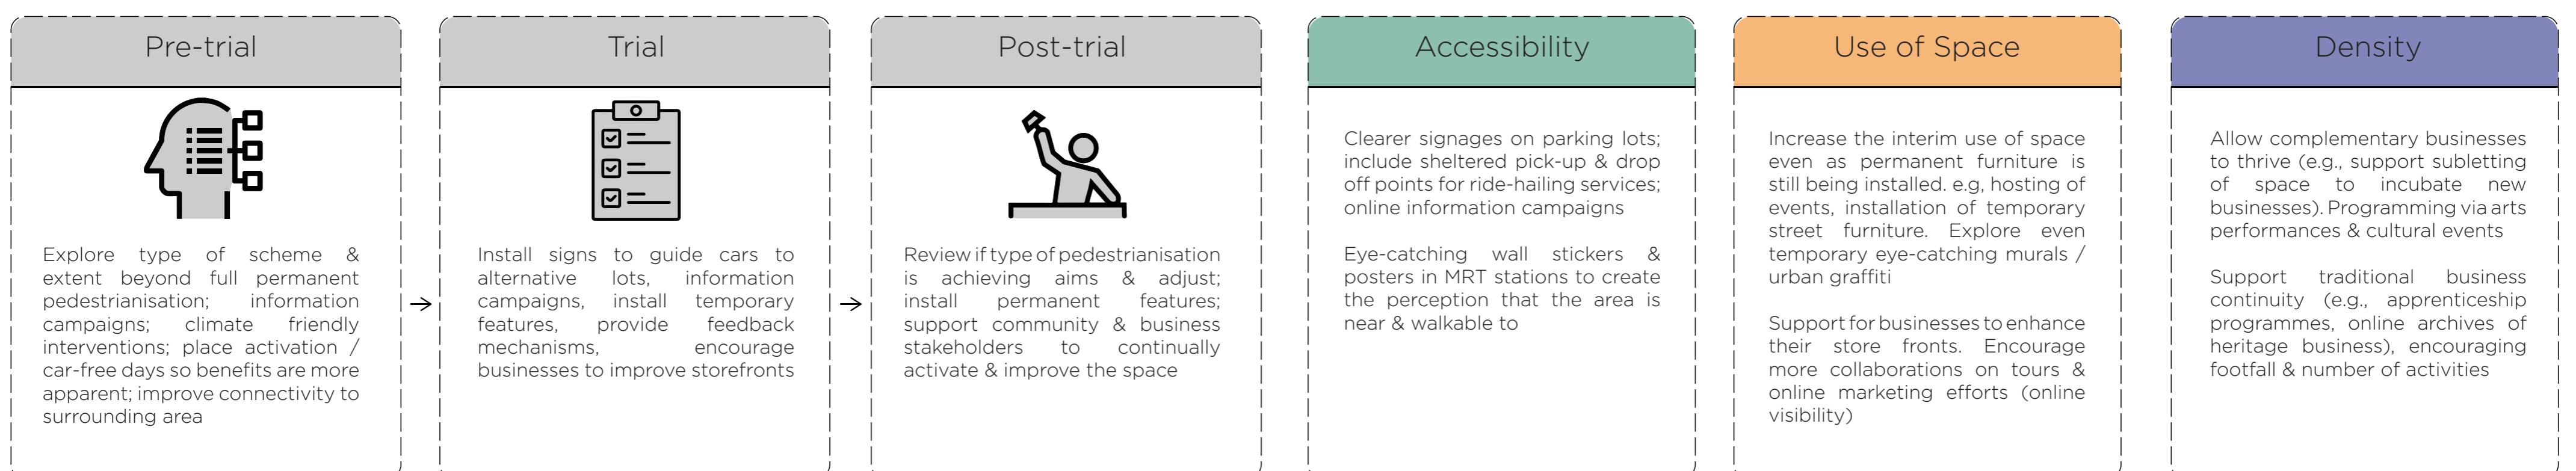 Pre-trial
Explore type of scheme &
extent beyond full permanent
pedestrianisation; information
campaigns; climate friendly
interventions; place activation /
car-free days so benefits are more
apparent; improve connectivity to
surrounding area
Trial
Install signs to guide cars to
alternative lots, information
campaigns, install temporary
features, provide feedback
mechanisms, encourage
businesses to improve storefronts
Post-trial
Review if type of pedestrianisation
is achieving aims & adjust;
install permanent features;
support community & business
stakeholders to continually
activate & improve the space
Accessibility
Clearer signages on parking lots;
include sheltered pick-up & drop
off points for ride-hailing services;
online information campaigns
Eye-catching wall stickers &
posters in MRT stations to create
the perception that the area is
near & walkable to
Use of Space
Increase the interim use of space
even as permanent furniture is
still being installed. e.g, hosting of
events, installation of temporary
street furniture. Explore even
temporary eye-catching murals /
urban graffiti
Support for businesses to enhance
their store fronts. Encourage
more collaborations on tours &
online marketing efforts (online
visibility)
Density
Allow complementary businesses
to thrive (e.g., support subletting
of space to incubate new
businesses). Programming via arts
performances & cultural events
Support traditional business
continuity (e.g., apprenticeship
programmes, online archives of
heritage business), encouraging
footfall & number of activities